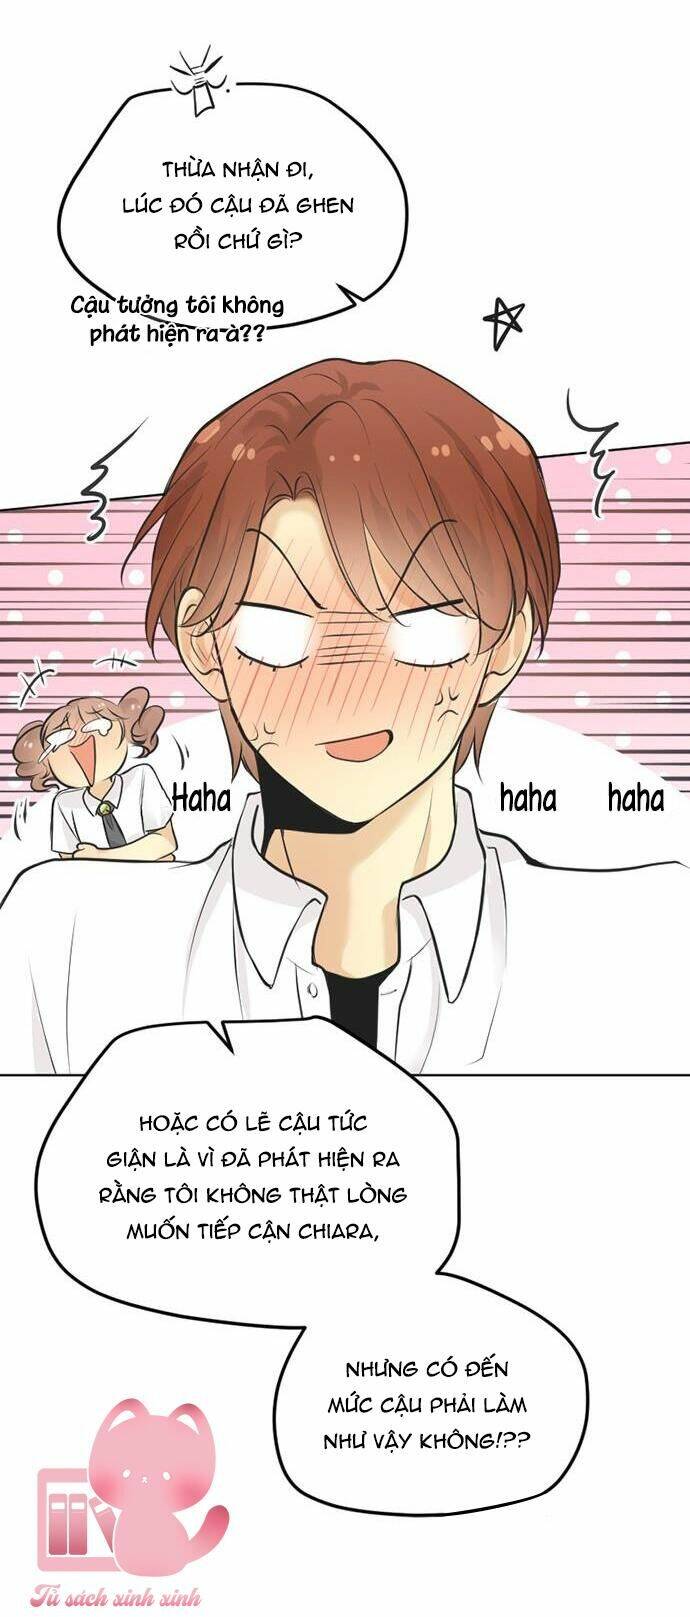 THỪA NHẬN ĐI,
LÚC ĐÓ CẬU ĐÃ GHEN
RỒI CHỨ GÌ?
Cậu tưởng tôi không
phát hiện ra à??
Haha
haha
haha
HOẶC CÓ LẼ CẬU TỨC
GIẬN LÀ VÌ ĐÃ PHÁT HIỆN RA
RẰNG TÔI KHÔNG THẬT LÒNG
MUỐN TIẾP CẬN CHIARA,
NHƯNG CÓ ĐẾN
MỨC CẬU PHẢI LÀM
NHƯ VẬY KHÔNG!??
Tủ sách xinh xinh